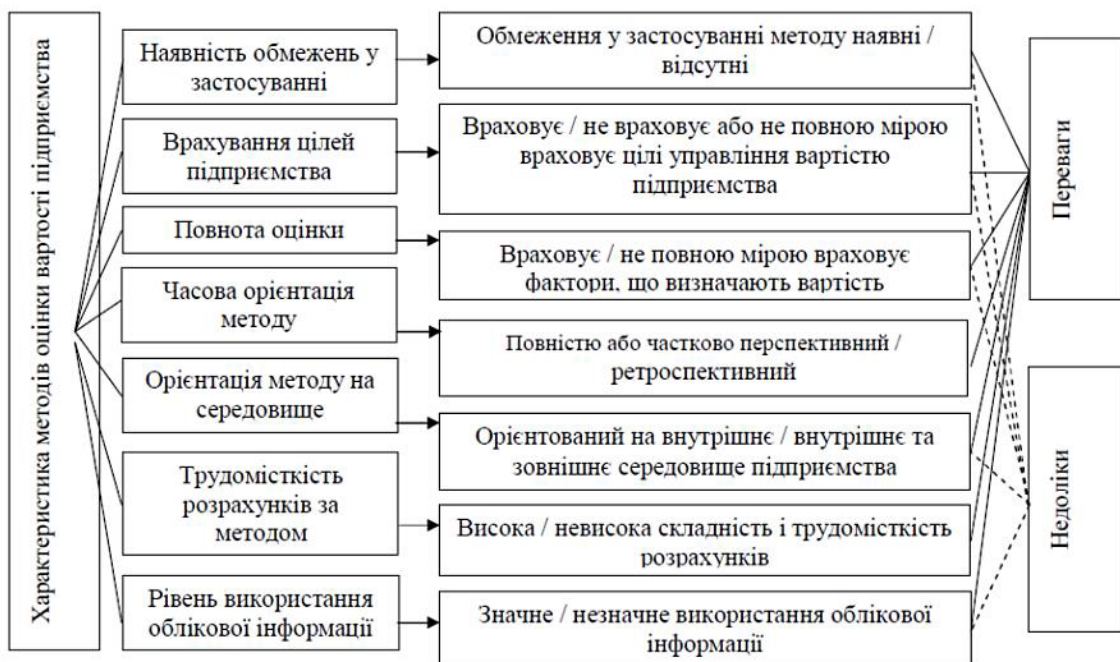 Характеристика методів оцінки вартості підприємства
Наявність обмежень у
застосуванні
Обмеження у застосуванні методу наявні /
відсутні
Врахування цілей
підприємства
Враховує / не враховує або не повною мірою
враховує цілі управління вартістю
підприємства
Повнота оцінки
Враховує / не повною мірою враховує
фактори, що визначають вартість
Часова орієнтація
методу
Повністю або частково перспективний /
ретроспективний
Орієнтація методу на
середовище
Орієнтований на внутрішнє / внутрішнє та
зовнішнє середовище підприємства
Трудомісткість
розрахунків за
методом
Висока / невисока складність і трудомісткість
розрахунків
Рівень використання
облікової інформації
Значне / незначне використання облікової
інформації
Переваги
Недоліки